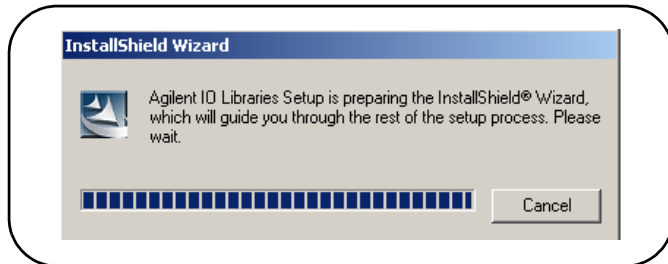 InstallShield Wizard
Agilent IO Libraries Setup is preparing the InstallShield® Wizard,
which will guide you through the rest of the setup process. Please
wait.
Cancel